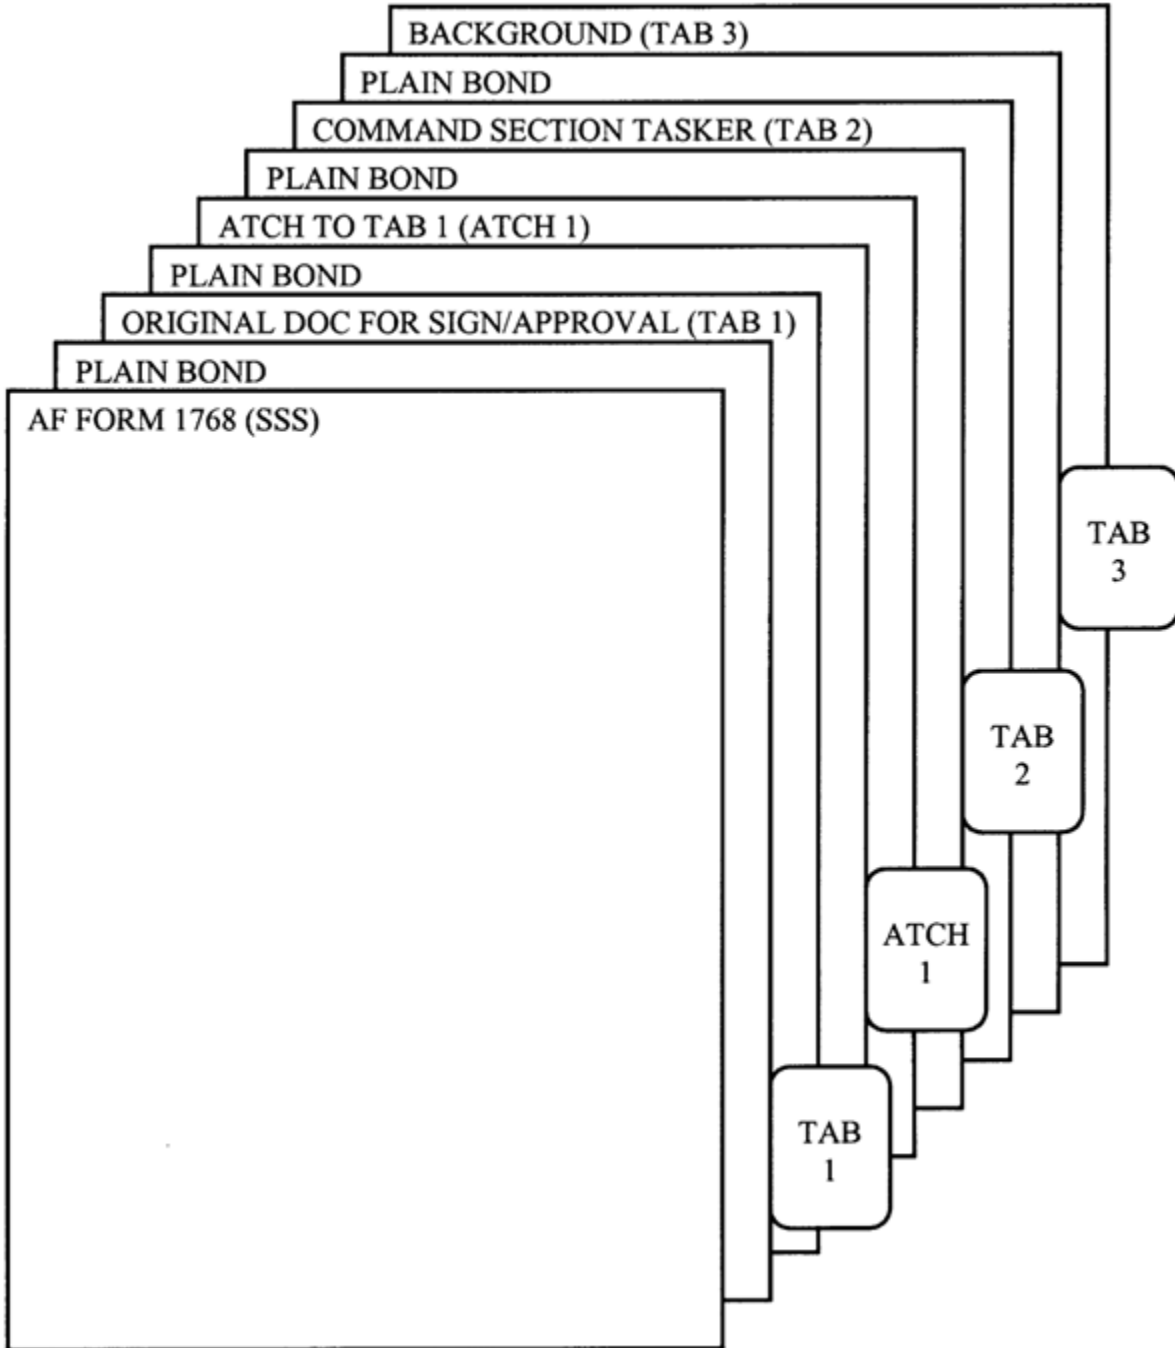 BACKGROUND (TAB 3)
PLAIN BOND
COMMAND SECTION TASKER (TAB 2)
PLAIN BOND
ATCH TO TAB 1 (ATCH 1)
PLAIN BOND
ORIGINAL DOC FOR SIGN/APPROVAL (TAB 1)
PLAIN BOND
AF FORM 1768 (SSS)
TAB
3
TAB
2
ATCH
1
TAB
1